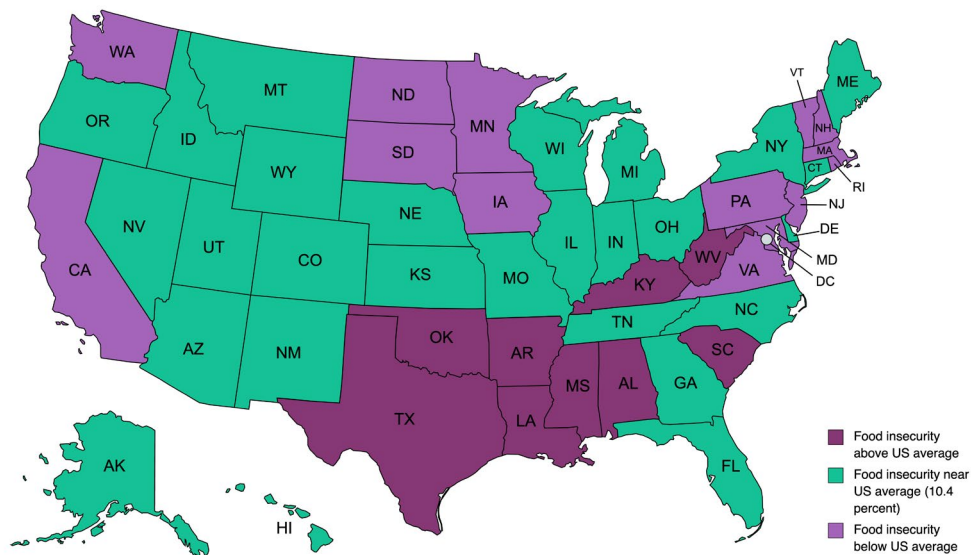 WA
MT
ND
MN
ME
VT
NH
OR
ID
SD
WI
NY
MA
CT
WY
MI
RI
IA
PA
NJ
NE
NV
OH
DE
UT
IL
IN
CA
CO
WV
MD
VA
DC
KS
MO
KY
NC
TN
OK
AZ
NM
AR
SC
MS
AL
GA
TX
LA
Food insecurity
above US average
AK
FL
Food insecurity near
US average (10.4
percent)
HI
Food insecurity
below US average